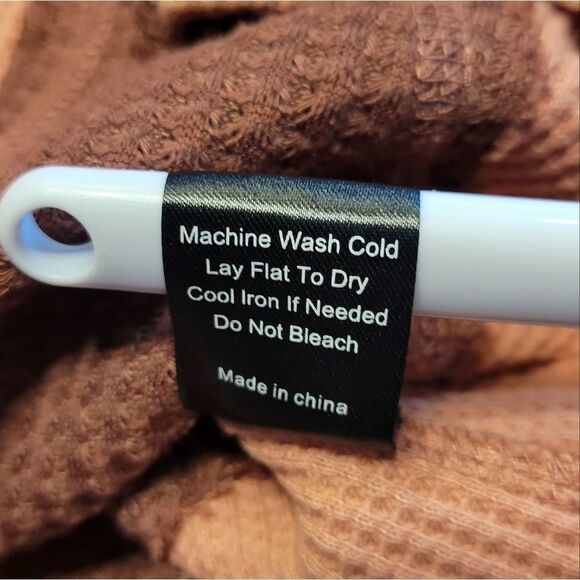 Machine Wash Cold
Lay Flat To Dry
Cool Iron If Needed
Do Not Bleach
Made in china